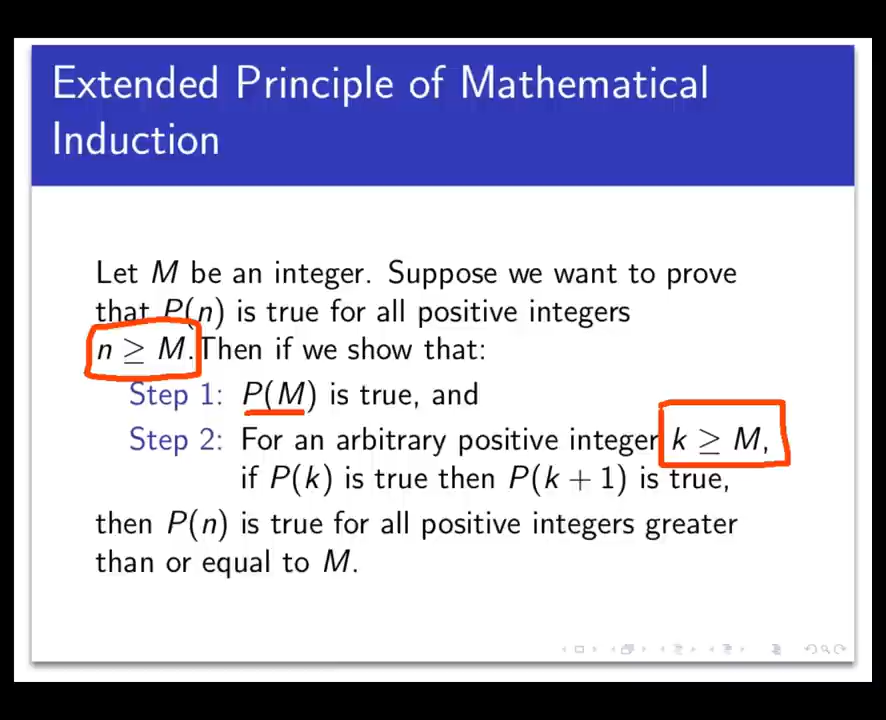 Extended Principle of Mathematical
Induction
Let M be an integer. Suppose we want to prove
that P(n) is true for all positive integers
n ≥ M. Then if we show that:
Step 1: P(M) is true, and
Step 2: For an arbitrary positive integer k ≥ M,
if P(k) is true then P(k + 1) is true,
then P(n) is true for all positive integers greater
than or equal to M.